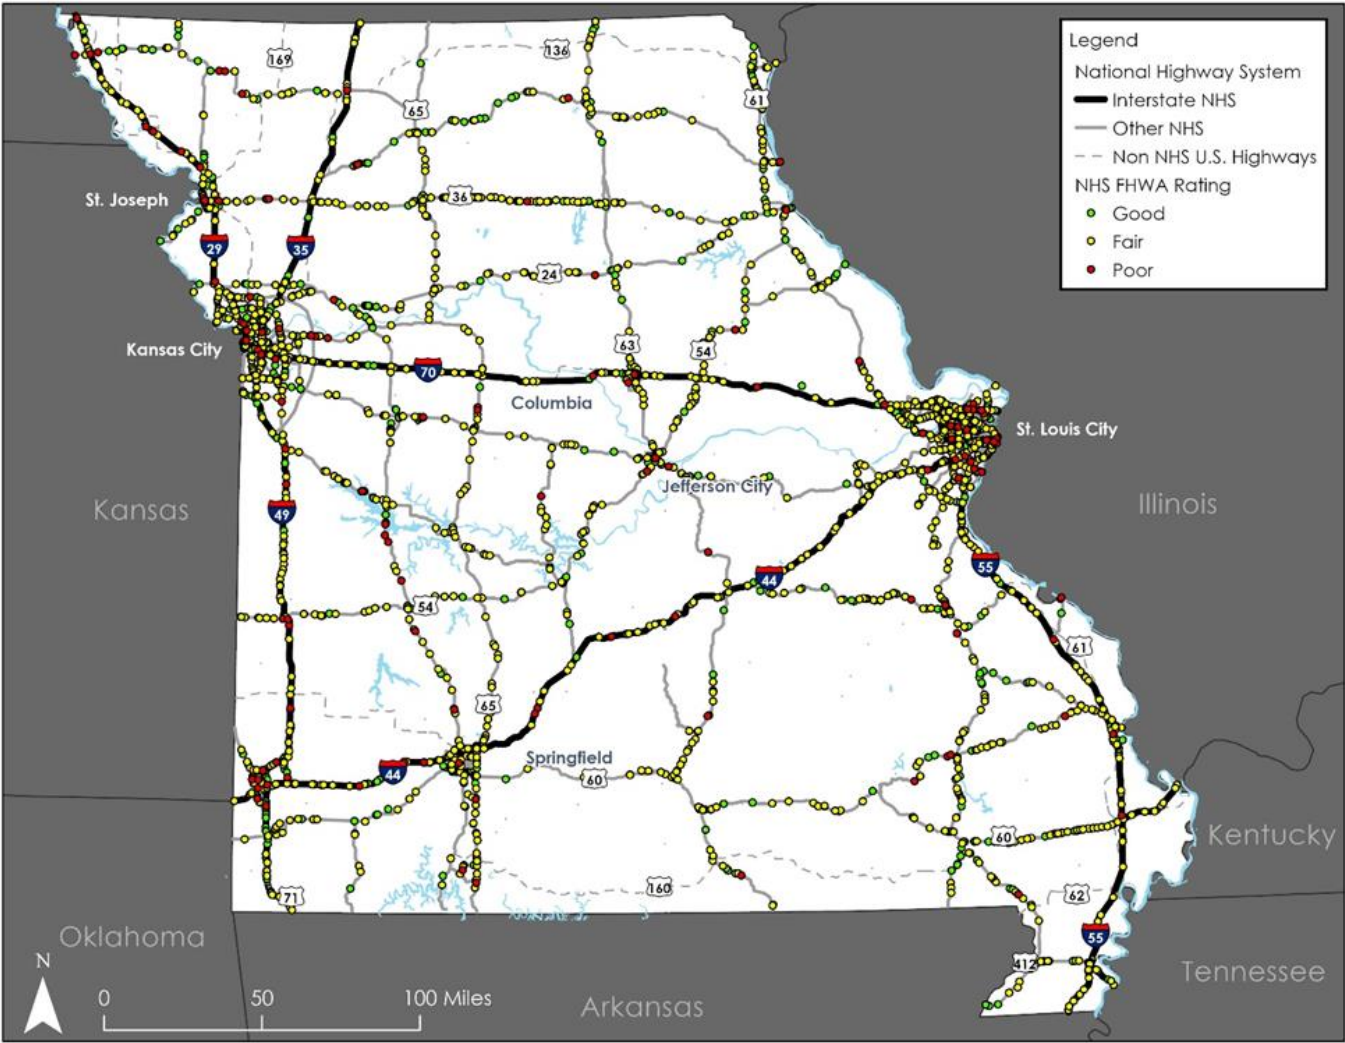 Legend
National Highway System
Interstate NHS
Other NHS
Non NHS U.S. Highways
NHS FHWA Rating
Good
Fair
Poor
169
136
65
61
St. Joseph
36
29
35
24
Kansas City
63
54
70
Columbia
St. Louis City
Jefferson City
Kansas
Illinois
49
44
55
54
61
65
Springfield
44
60
60
Kentucky
71
160
62
Oklahoma
55
412
Tennessee
Arkansas
N
0 50 100 Miles